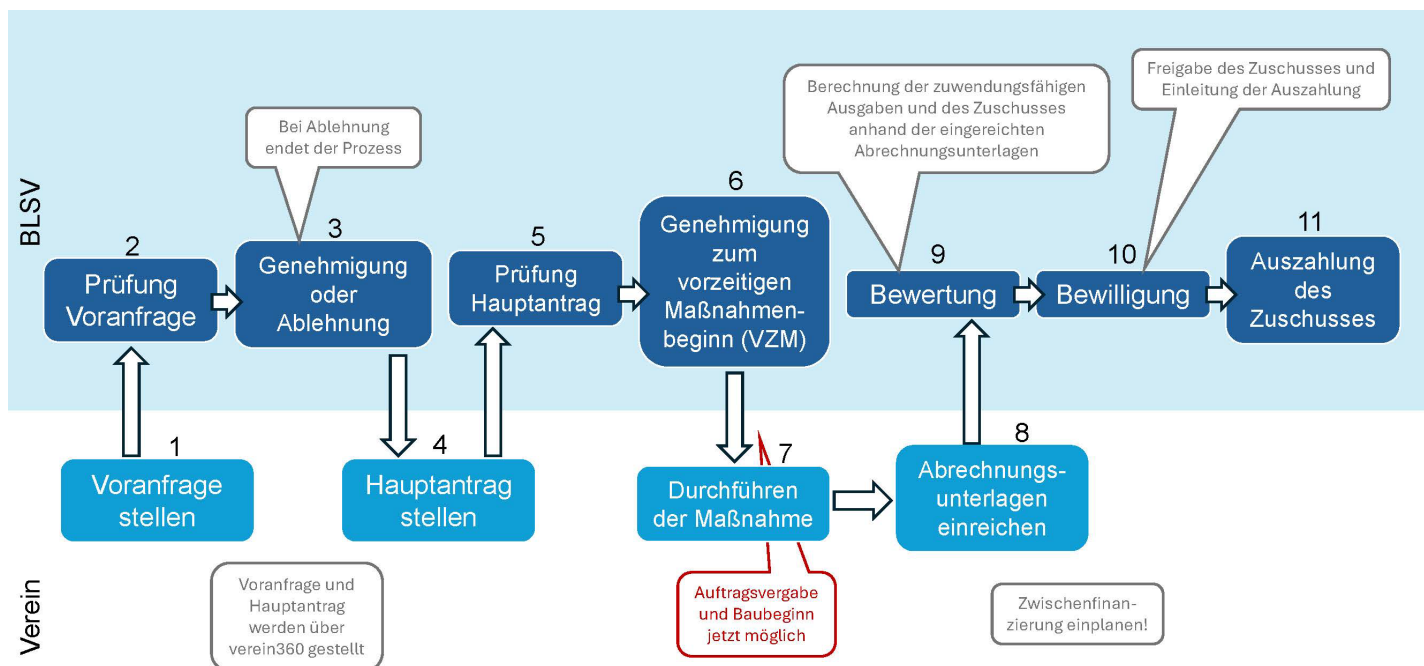 BLSV
Verein
1
Voranfrage
stellen
2
Prüfung
Voranfrage
3
Genehmigung
oder
Ablehnung
Bei Ablehnung
endet der Prozess
4
Hauptantrag
stellen
Voranfrage und
Hauptantrag
werden über
verein360 gestellt
5
Prüfung
Hauptantrag
6
Genehmigung
zum
vorzeitigen
Maßnahmen-
beginn (VZM)
7
Durchführen
der Maßnahme
Auftragsvergabe
und Baubeginn
jetzt möglich
8
Abrechnungs-
unterlagen
einreichen
Zwischenfinan-
zierung einplanen!
9
Bewertung
Berechnung der zuwendungsfähigen
Ausgaben und des Zuschusses
anhand der eingereichten
Abrechnungsunterlagen
10
Bewilligung
Freigabe des Zuschusses und
Einleitung der Auszahlung
11
Auszahlung
des
Zuschusses